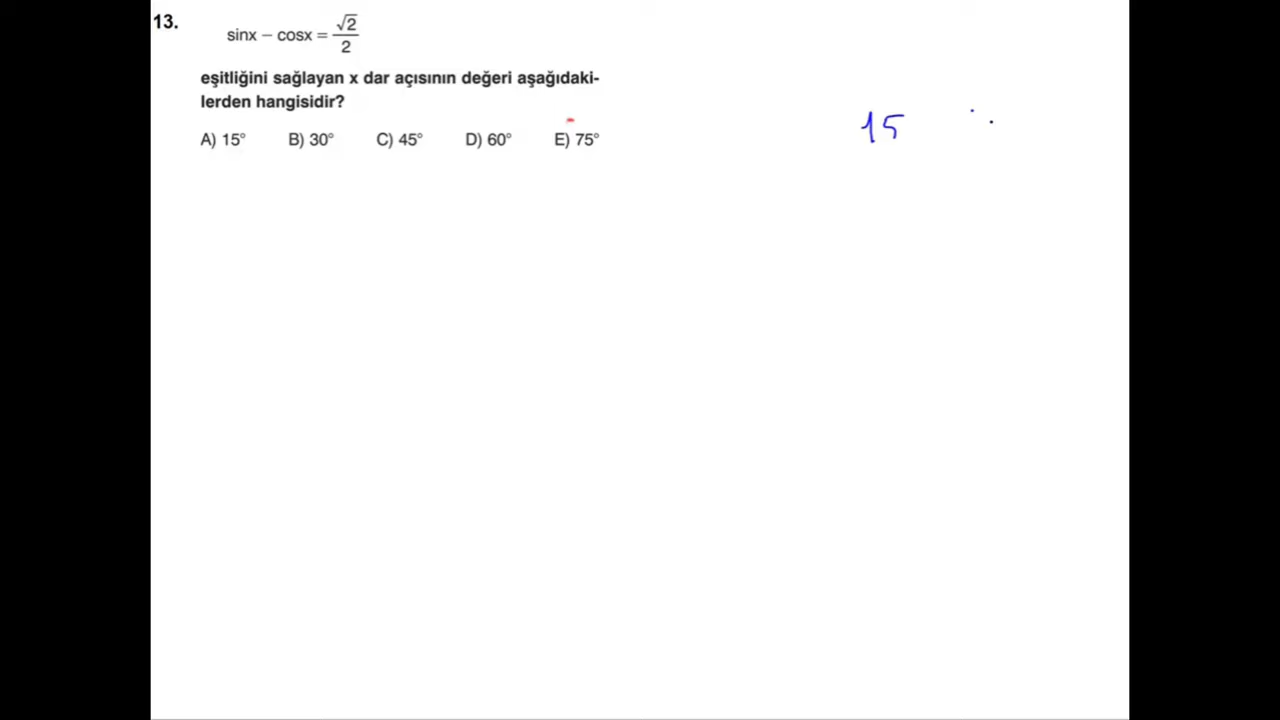 13.
sinx – cosx = √2/2
eşitliğini sağlayan x dar açısının değeri aşağıdaki-
lerden hangisidir?
A) 15° B) 30° C) 45° D) 60° E) 75°
15